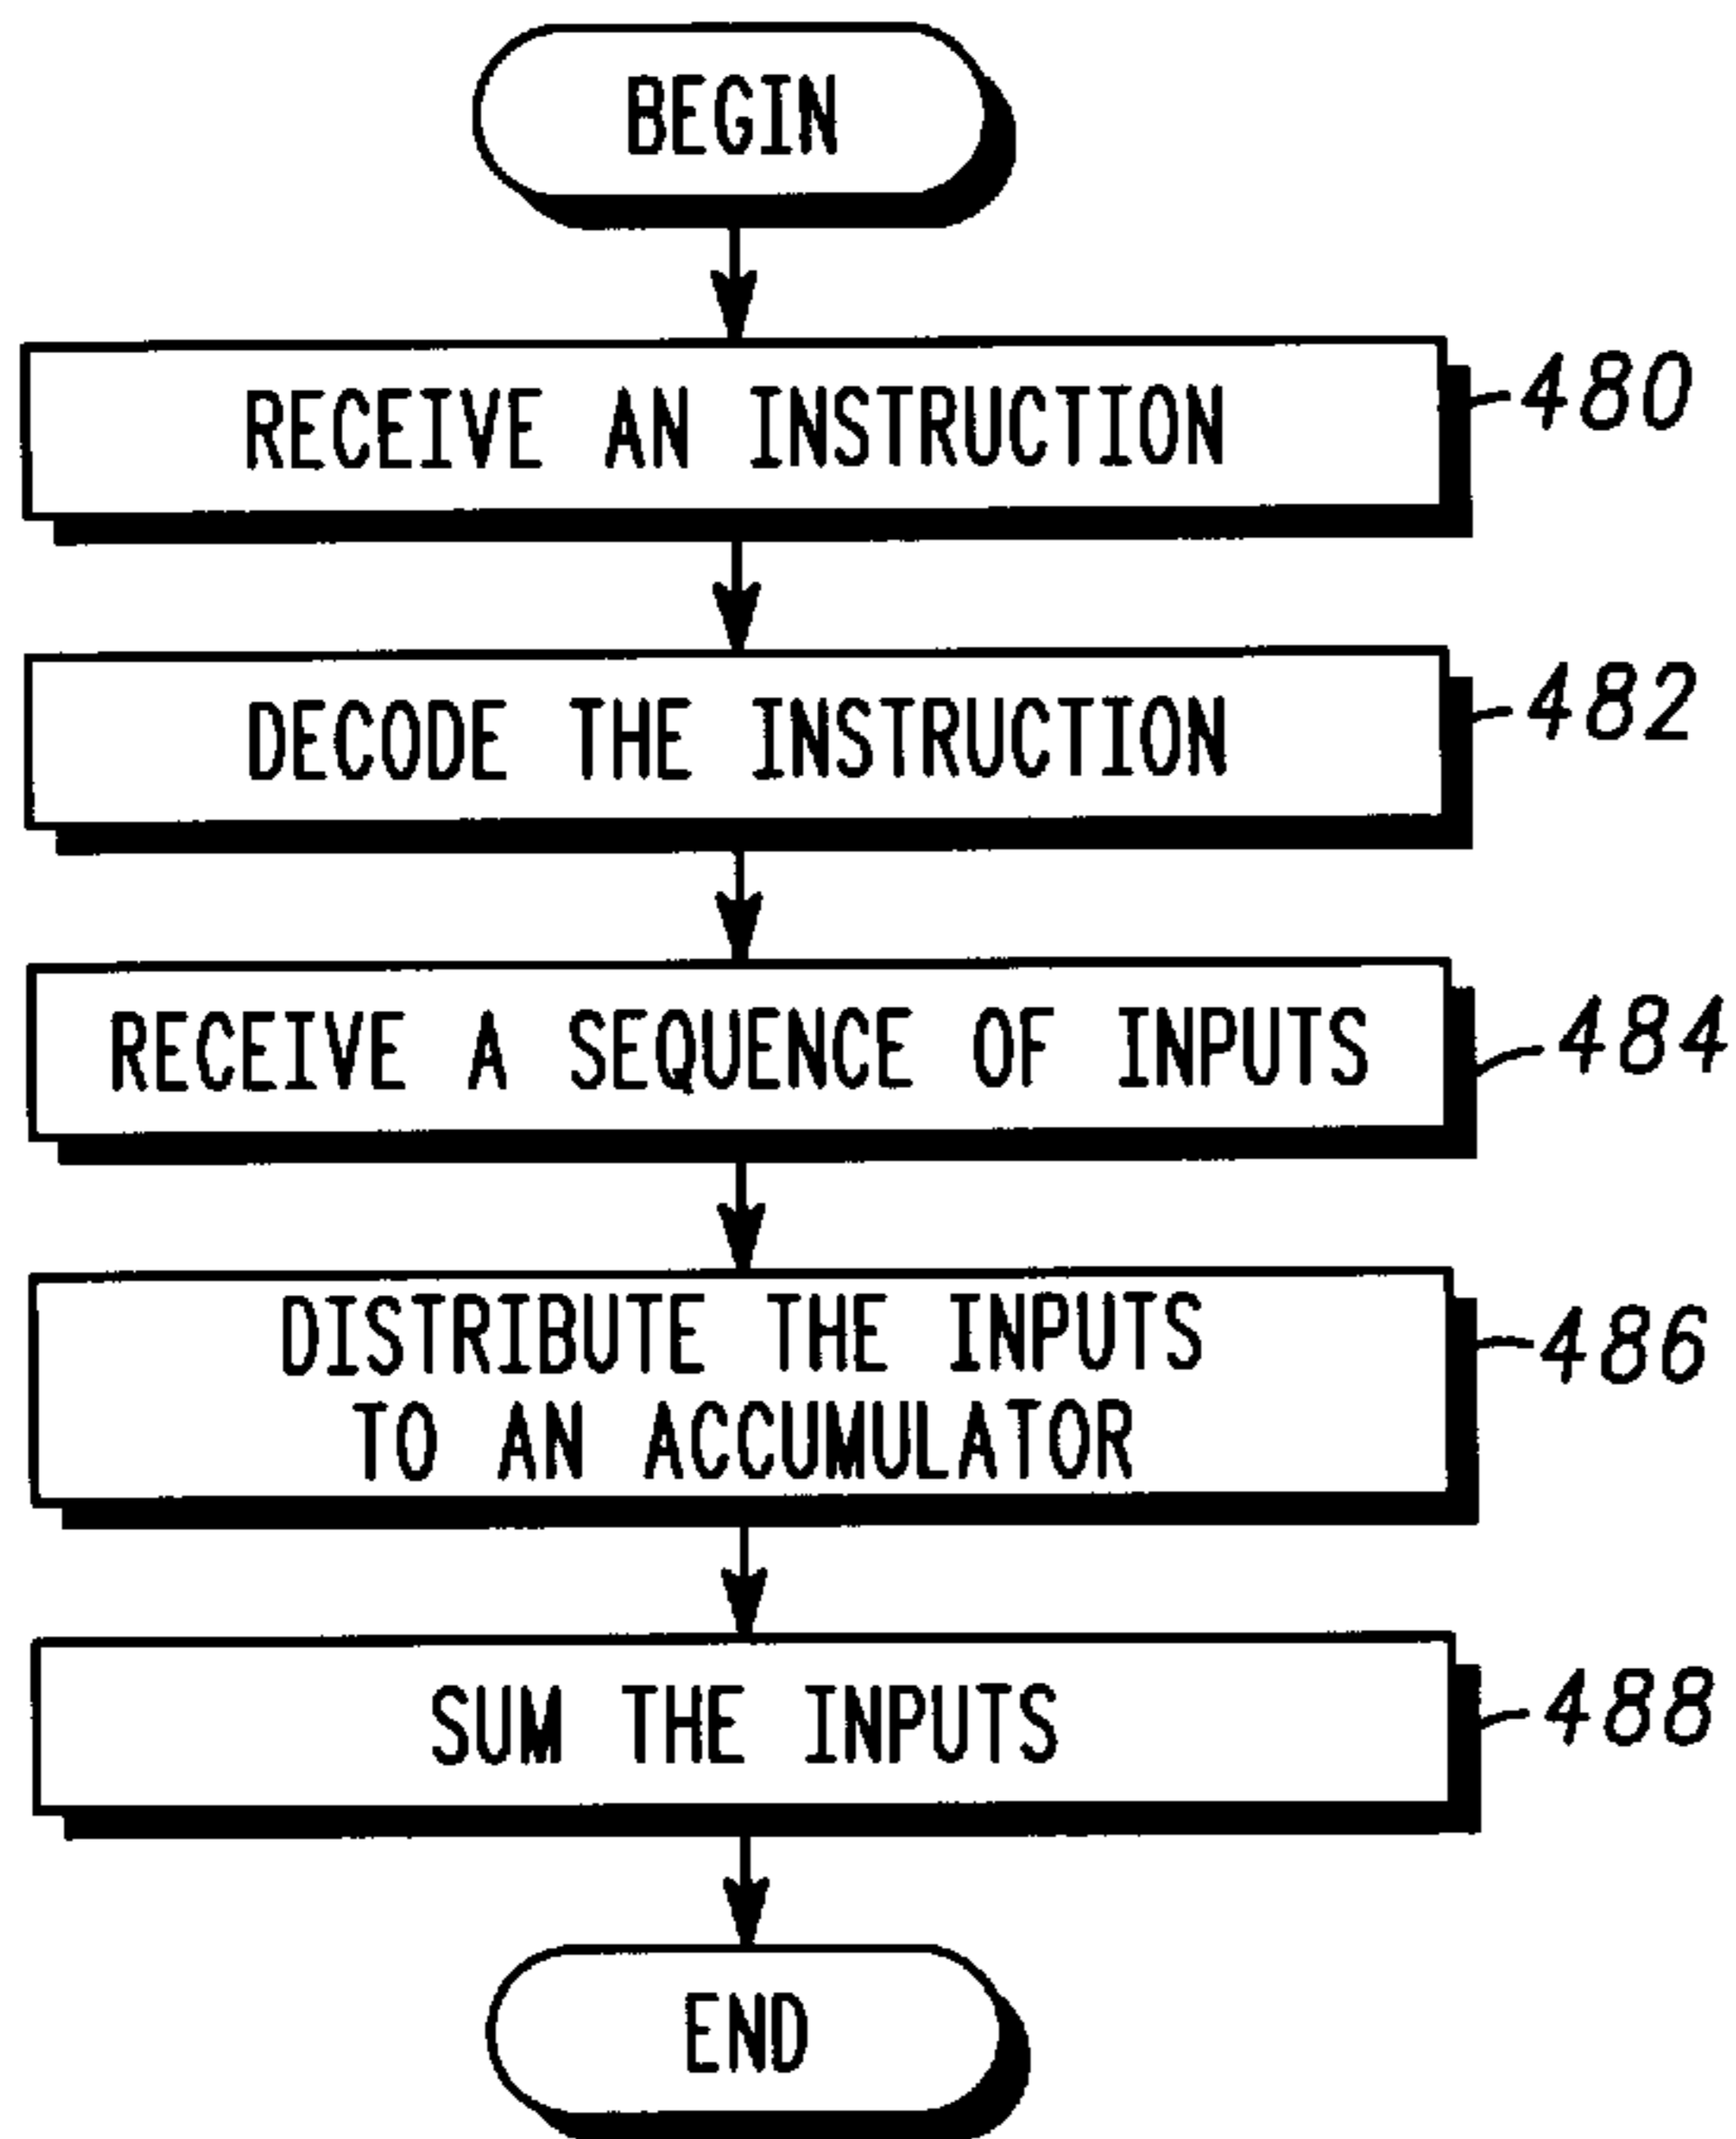 BEGIN
RECEIVE AN INSTRUCTION
480
DECODE THE INSTRUCTION
482
RECEIVE A SEQUENCE OF INPUTS
484
DISTRIBUTE THE INPUTS
TO AN ACCUMULATOR
486
SUM THE INPUTS
488
END